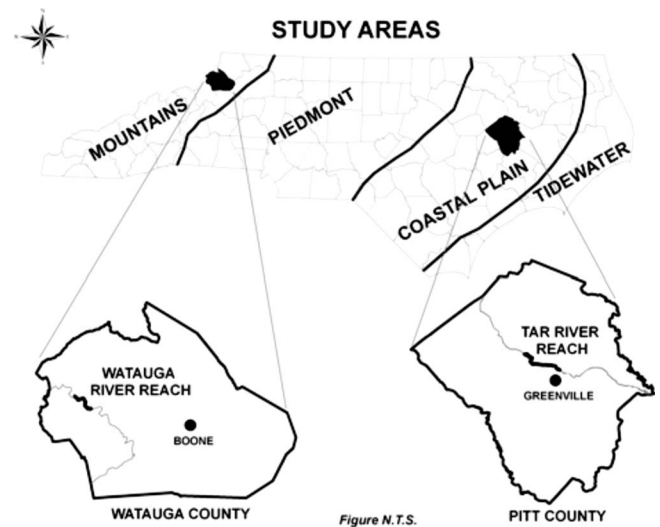 STUDY AREAS
MOUNTAINS
PIEDMONT
COASTAL PLAIN
TIDEWATER
WATAUGA
RIVER REACH
BOONE
WATAUGA COUNTY
TAR RIVER
REACH
GREENVILLE
PITT COUNTY
Figure N.T.S.